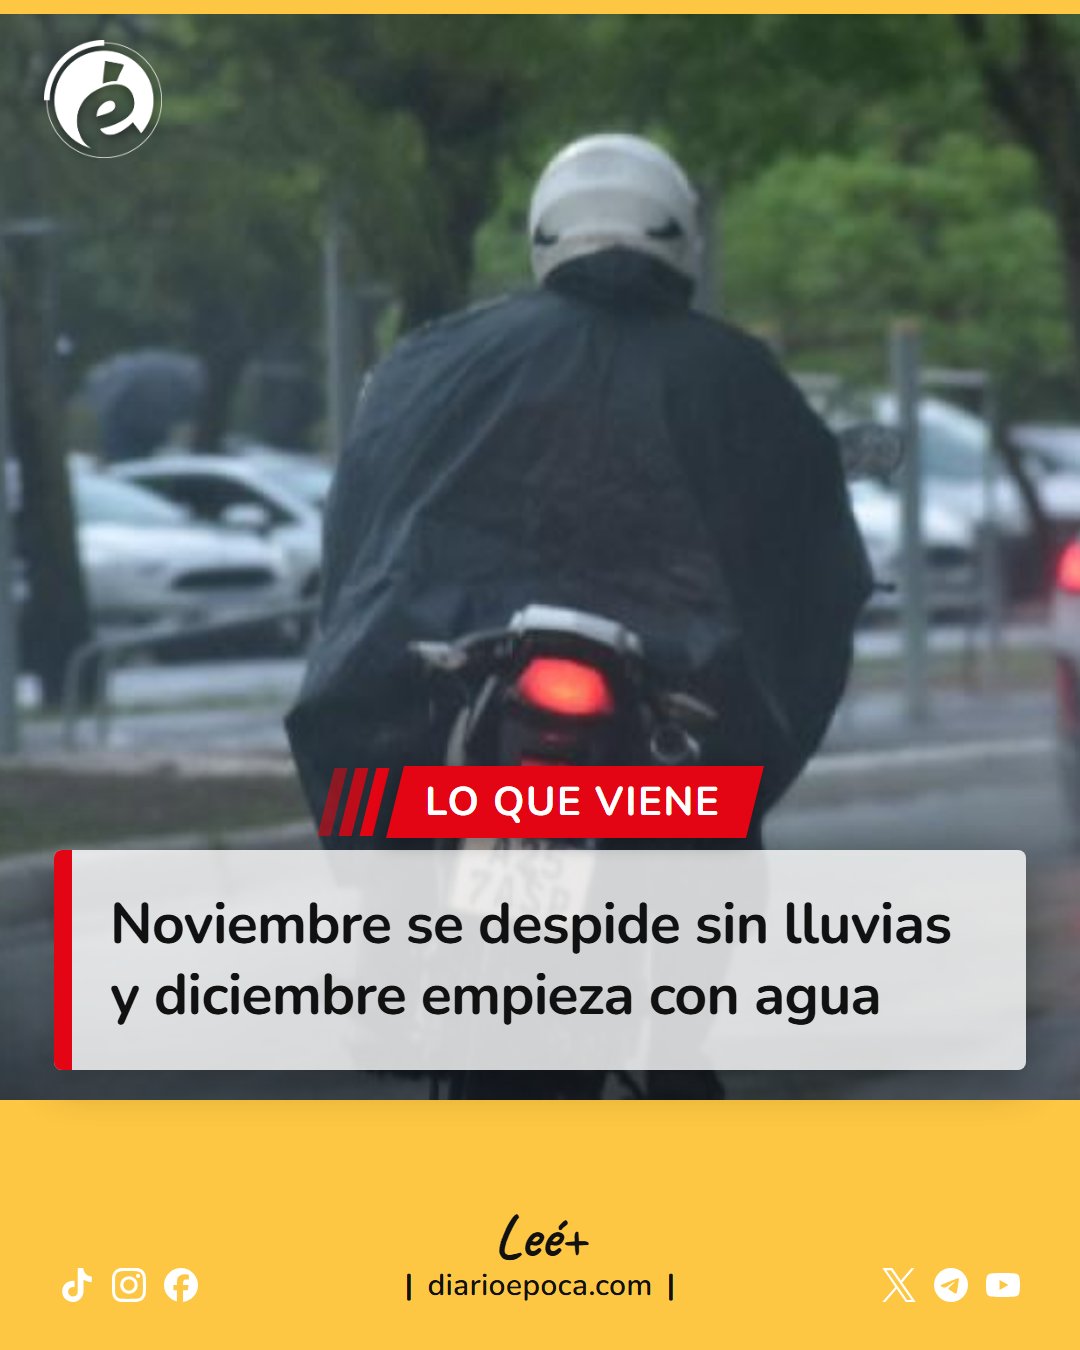 é
LO QUE VIENE
Noviembre se despide sin lluvias
y diciembre empieza con agua
Leé+
| diarioepoca.com |